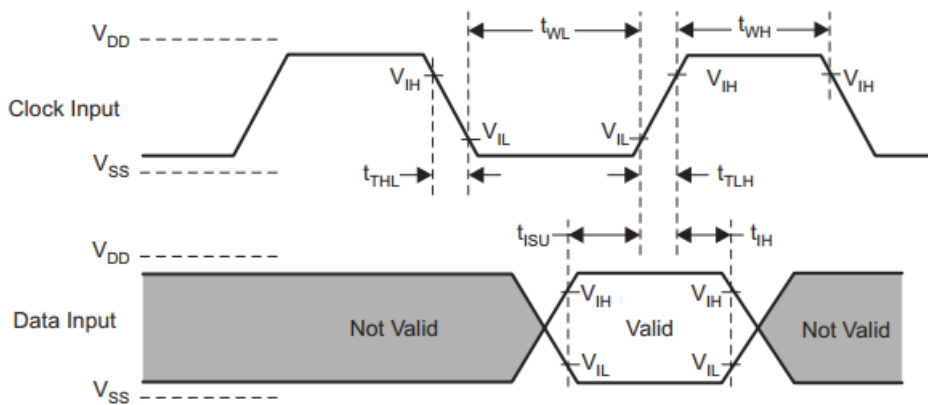 V_DD t_WL t_WH
V_IH V_IH V_IH
Clock Input
V_IL V_IL
V_SS
t_THL t_TLH
t_ISU t_IH
V_DD
V_IH V_IH
Data Input Not Valid Valid Not Valid
V_IL V_IL
V_SS